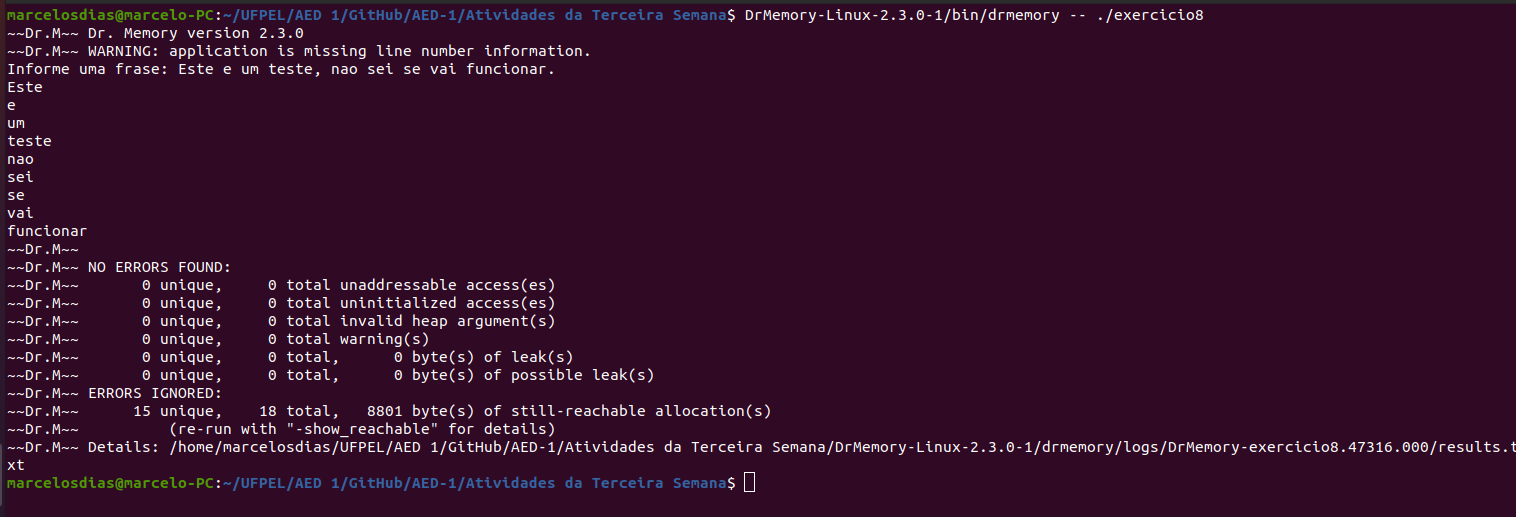 marcelosdias@marcelo-PC:~/UFPEL/AED 1/GitHub/AED-1/Atividades da Terceira Semana$ DrMemory-Linux-2.3.0-1/bin/drmemory -- ./exercicio8
~~Dr.M~~ Dr. Memory version 2.3.0
~~Dr.M~~ WARNING: application is missing line number information.
Informe uma frase: Este e um teste, nao sei se vai funcionar.
Este
e
um
teste
nao
sei
se
vai
funcionar
~~Dr.M~~
~~Dr.M~~ NO ERRORS FOUND:
~~Dr.M~~       0 unique,     0 total unaddressable access(es)
~~Dr.M~~       0 unique,     0 total uninitialized access(es)
~~Dr.M~~       0 unique,     0 total invalid heap argument(s)
~~Dr.M~~       0 unique,     0 total warning(s)
~~Dr.M~~       0 unique,     0 total,      0 byte(s) of leak(s)
~~Dr.M~~       0 unique,     0 total,      0 byte(s) of possible leak(s)
~~Dr.M~~ ERRORS IGNORED:
~~Dr.M~~      15 unique,    18 total,   8801 byte(s) of still-reachable allocation(s)
~~Dr.M~~          (re-run with "-show_reachable" for details)
~~Dr.M~~ Details: /home/marcelosdias/UFPEL/AED 1/GitHub/AED-1/Atividades da Terceira Semana/DrMemory-Linux-2.3.0-1/drmemory/logs/DrMemory-exercicio8.47316.000/results.t
xt
marcelosdias@marcelo-PC:~/UFPEL/AED 1/GitHub/AED-1/Atividades da Terceira Semana$